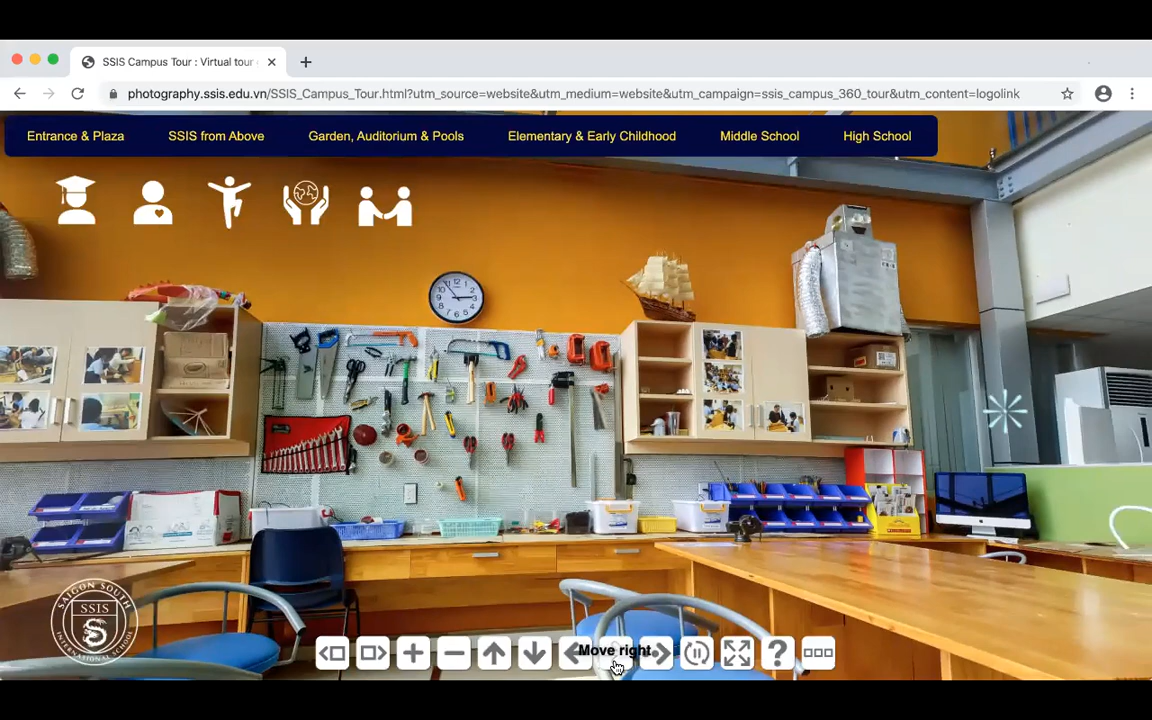 SSIS Campus Tour : Virtual tour
photography.ssis.edu.vn/SSIS_Campus_Tour.html?utm_source=website&utm_medium=website&utm_campaign=ssis_campus_360_tour&utm_content=logolink
Entrance & Plaza
SSIS from Above
Garden, Auditorium & Pools
Elementary & Early Childhood
Middle School
High School
SAIGON SOUTH
SSIS
INTERNATIONAL SCHOOL
Move right